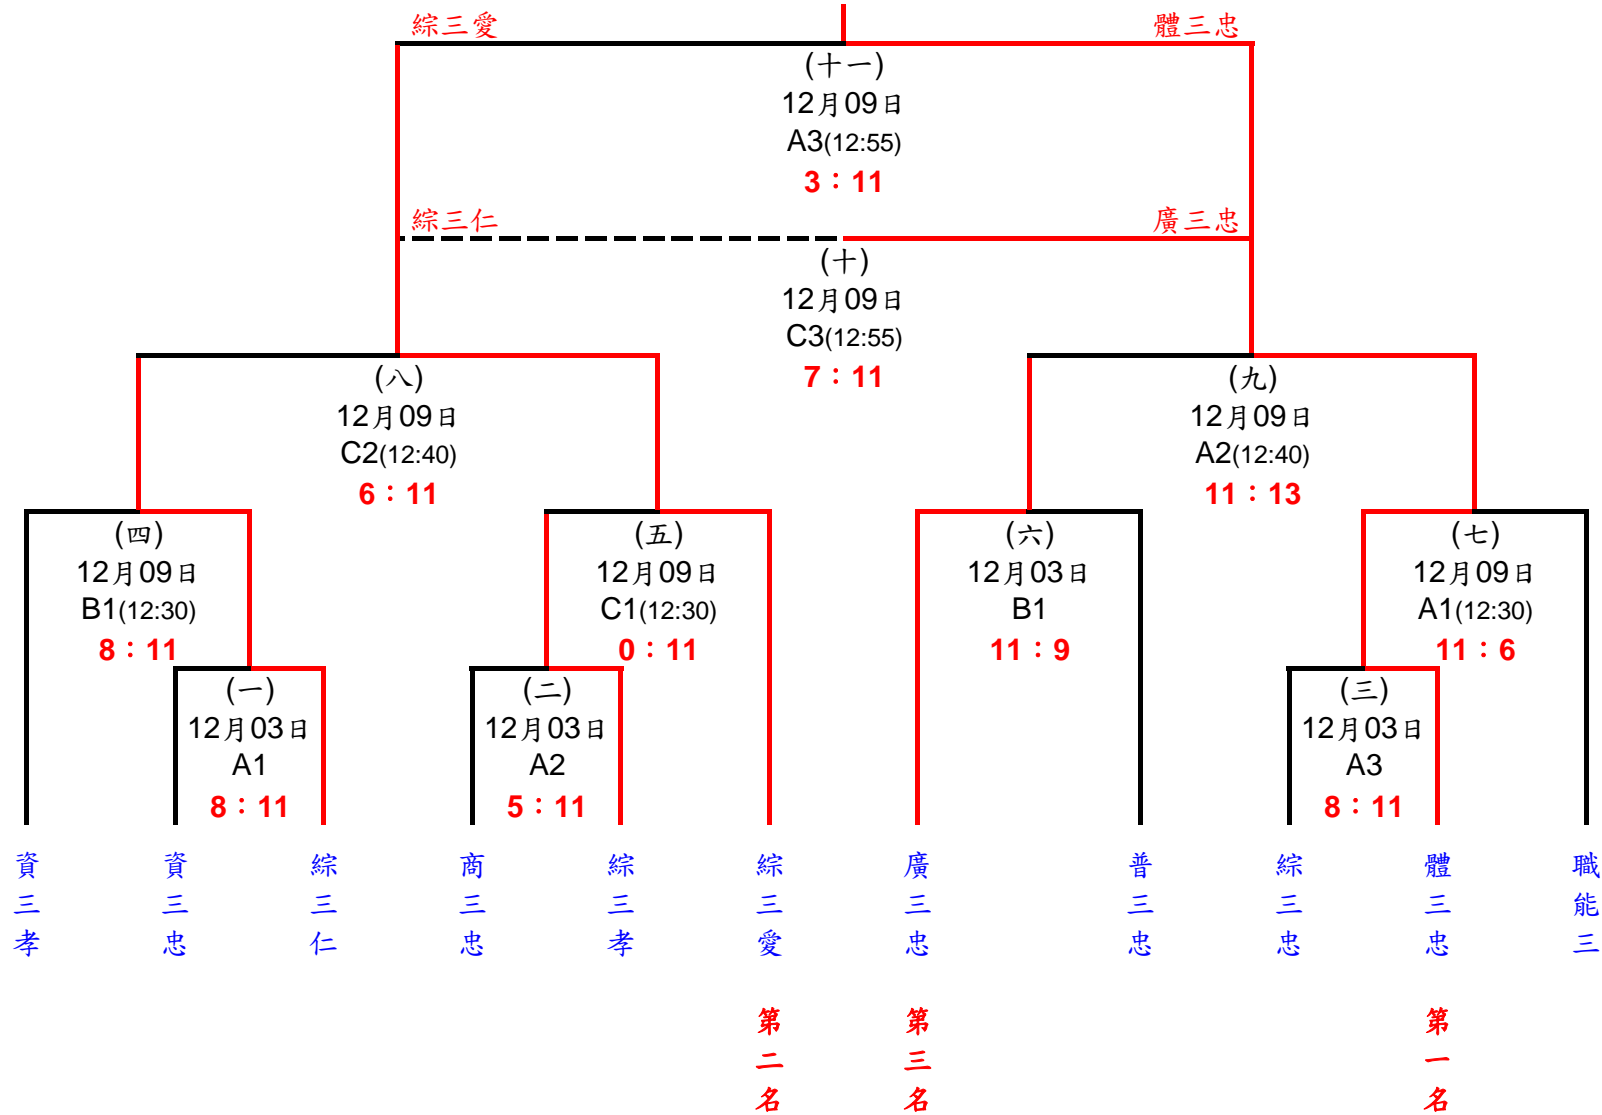 綜三愛
體三忠
(十一)
12月09日
A3(12:55)
3：11
綜三仁
廣三忠
(十)
12月09日
C3(12:55)
7：11
(八)
12月09日
C2(12:40)
6：11
(九)
12月09日
A2(12:40)
11：13
(四)
12月09日
B1(12:30)
8：11
(五)
12月09日
C1(12:30)
0：11
(六)
12月03日
B1
11：9
(七)
12月09日
A1(12:30)
11：6
(一)
12月03日
A1
8：11
(二)
12月03日
A2
5：11
(三)
12月03日
A3
8：11
資三孝
資三忠
綜三仁
商三忠
綜三孝
綜三愛
廣三忠
普三忠
綜三忠
體三忠
職能三
第二名
第三名
第一名